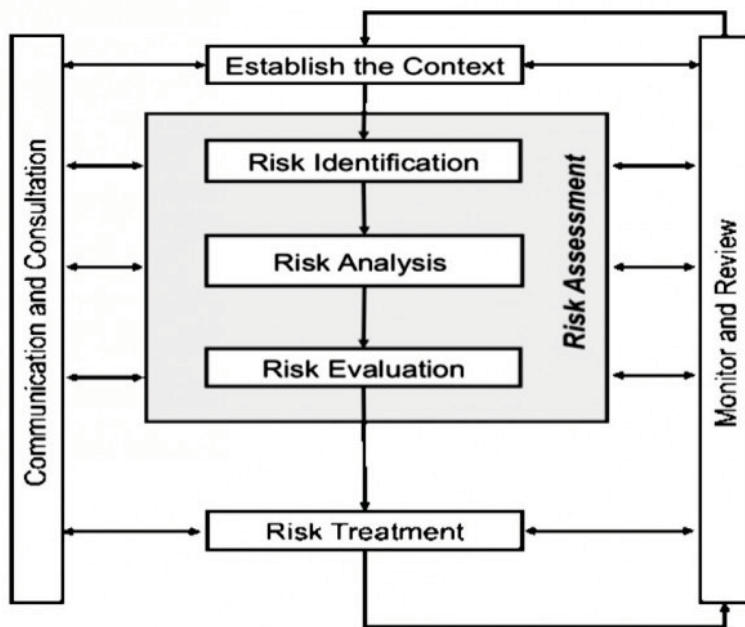 Establish the Context
Communication and Consultation
Risk Identification
Risk Analysis
Risk Evaluation
Risk Assessment
Monitor and Review
Risk Treatment